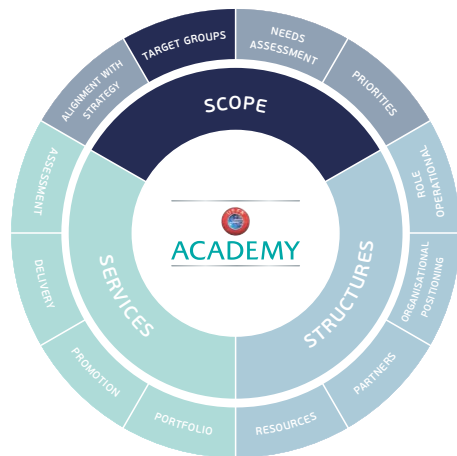 TARGET GROUPS
NEEDS
ASSESSMENT
PRIORITIES
ROLE
OPERATIONAL
ORGANISATIONAL
POSITIONING
PARTNERS
RESOURCES
PORTFOLIO
PROMOTION
DELIVERY
ASSESSMENT
ALIGNMENT WITH
STRATEGY
SCOPE
STRUCTURES
SERVICES
UEFA
ACADEMY